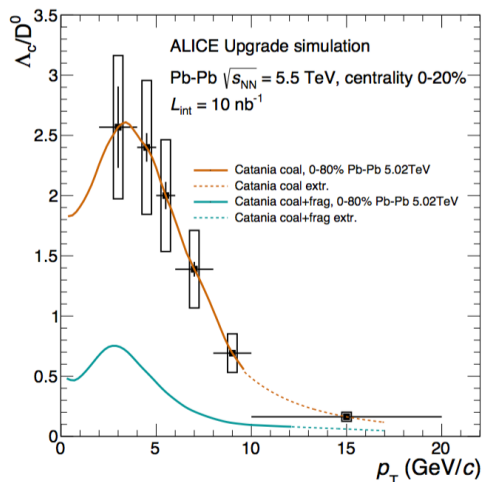 Λc/D⁰
3.5
3
2.5
2
1.5
1
0.5
0
ALICE Upgrade simulation
Pb-Pb √sNN = 5.5 TeV, centrality 0-20%
Lint = 10 nb⁻¹
Catania coal, 0-80% Pb-Pb 5.02TeV
Catania coal extr.
Catania coal+frag, 0-80% Pb-Pb 5.02TeV
Catania coal+frag extr.
0 5 10 15 20
pT (GeV/c)